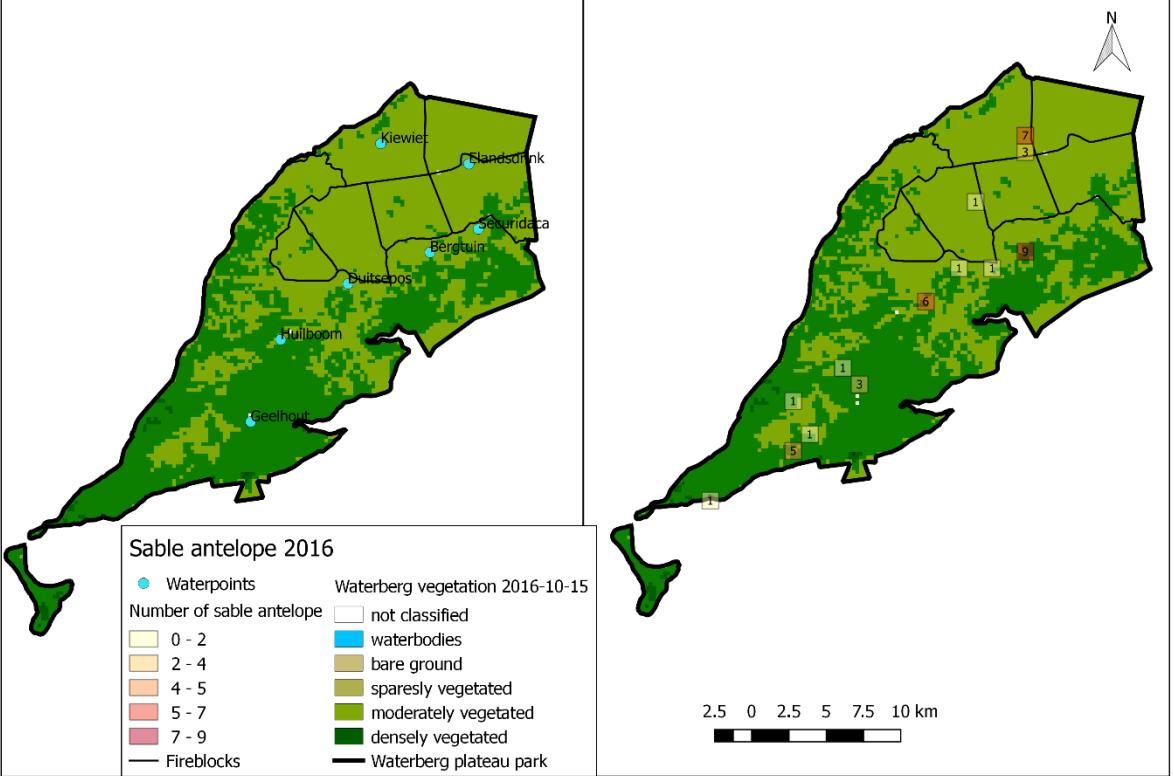 N
Kiewiet
Elandsdrink
Securidaca
Bergtuin
Duitsepos
Huilboom
Geelhout
7
3
1
9
1
1
6
1
3
1
1
5
1
Sable antelope 2016
Waterpoints
Number of sable antelope
0 - 2
2 - 4
4 - 5
5 - 7
7 - 9
Fireblocks
Waterberg vegetation 2016-10-15
not classified
waterbodies
bare ground
sparesly vegetated
moderately vegetated
densely vegetated
Waterberg plateau park
2.5 0 2.5 5 7.5 10 km